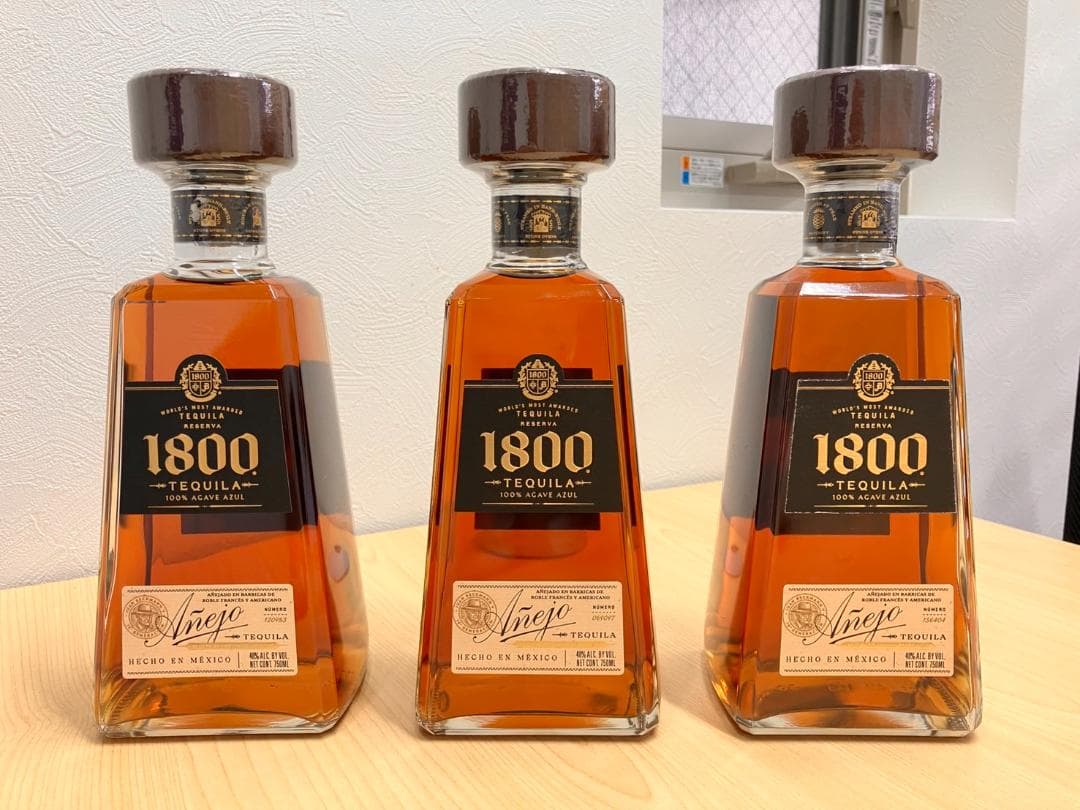 1800
WORLD'S MOST AWARDED
TEQUILA
RESERVA
1800
TEQUILA
100% AGAVE AZUL
AÑEJADO EN BARRICAS DE
ROBLE FRANCÉS Y AMERICANO
Añejo
NÚMERO
TEQUILA
HECHO EN MÉXICO
40% ALC. BY VOL.
NET CONT. 750ML
1800
WORLD'S MOST AWARDED
TEQUILA
RESERVA
1800
TEQUILA
100% AGAVE AZUL
AÑEJADO EN BARRICAS DE
ROBLE FRANCÉS Y AMERICANO
Añejo
NÚMERO
TEQUILA
HECHO EN MÉXICO
40% ALC. BY VOL.
NET CONT. 750ML
1800
WORLD'S MOST AWARDED
TEQUILA
RESERVA
1800
TEQUILA
100% AGAVE AZUL
AÑEJADO EN BARRICAS DE
ROBLE FRANCÉS Y AMERICANO
Añejo
NÚMERO
156404
TEQUILA
HECHO EN MÉXICO
40% ALC. BY VOL.
NET CONT. 750ML